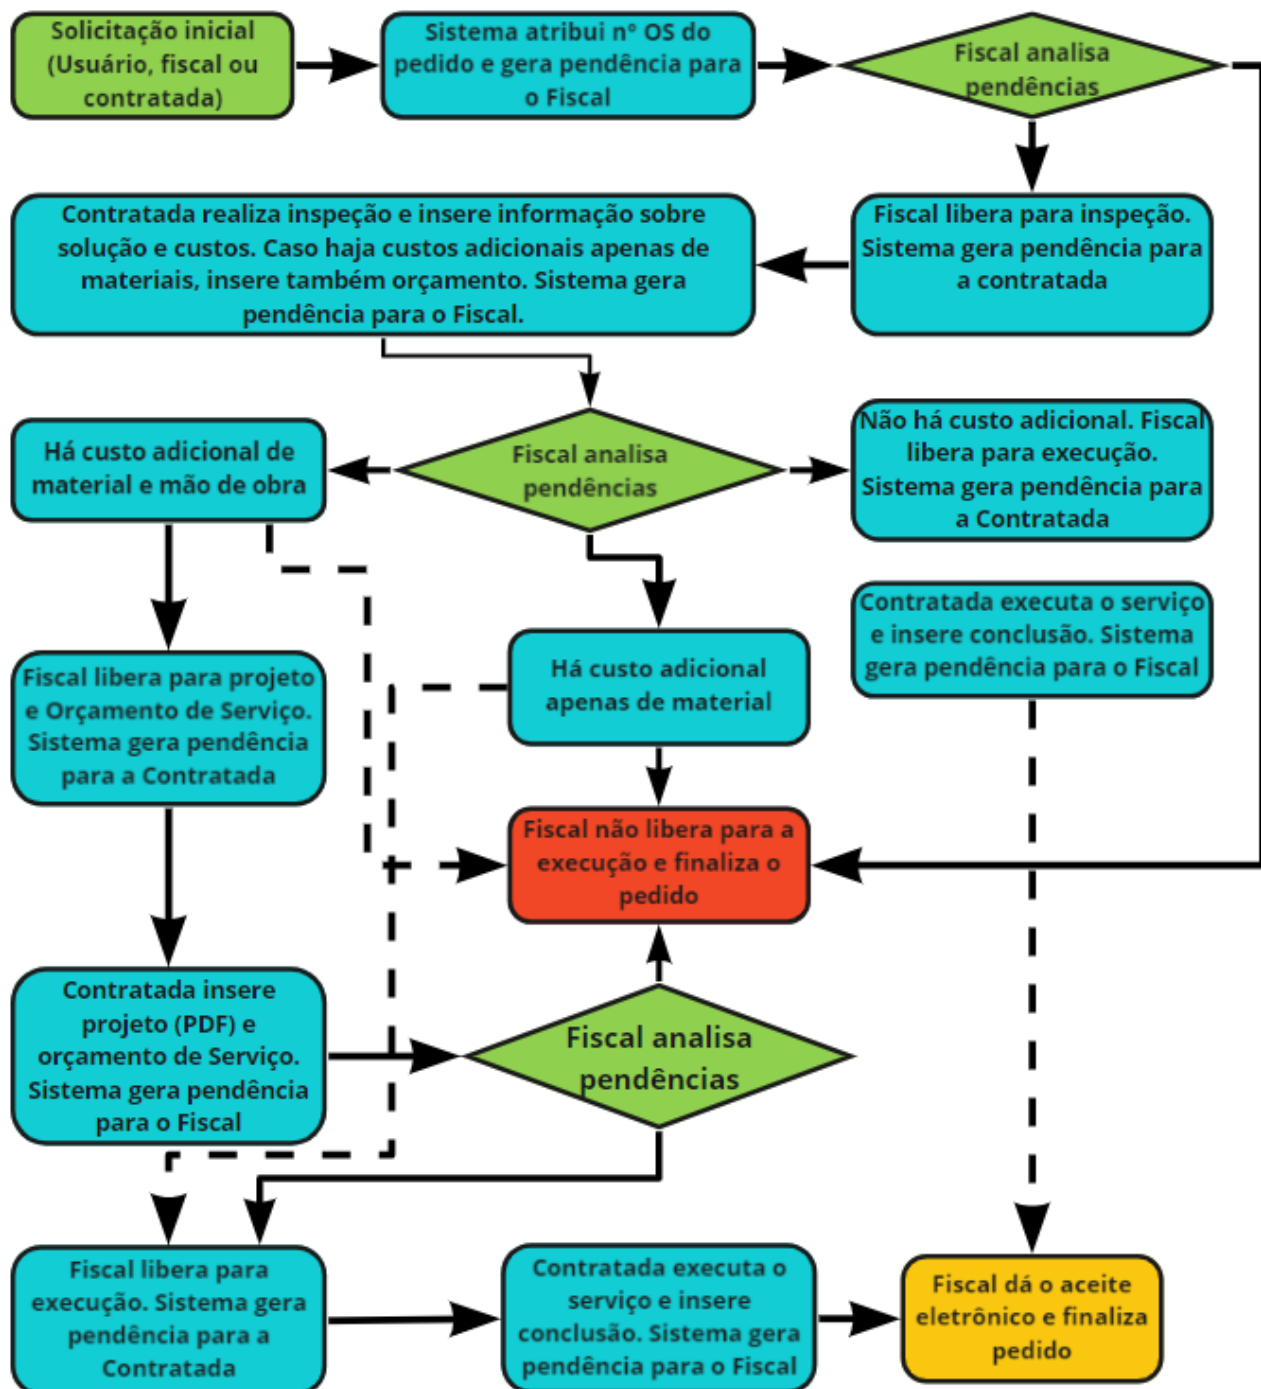 Solicitação inicial
(Usuário, fiscal ou
contratada)
Sistema atribui nº OS do
pedido e gera pendência para
o Fiscal
Fiscal analisa
pendências
Contratada realiza inspeção e insere informação sobre
solução e custos. Caso haja custos adicionais apenas de
materiais, insere também orçamento. Sistema gera
pendência para o Fiscal.
Fiscal libera para inspeção.
Sistema gera pendência para
a contratada
Há custo adicional de
material e mão de obra
Fiscal analisa
pendências
Não há custo adicional. Fiscal
libera para execução.
Sistema gera pendência para
a Contratada
Contratada executa o serviço
e insere conclusão. Sistema
gera pendência para o Fiscal
Fiscal libera para projeto
e Orçamento de Serviço.
Sistema gera pendência
para a Contratada
Há custo adicional
apenas de material
Fiscal não libera para a
execução e finaliza o
pedido
Contratada insere
projeto (PDF) e
orçamento de Serviço.
Sistema gera pendência
para o Fiscal
Fiscal analisa
pendências
Fiscal libera para
execução. Sistema gera
pendência para a
Contratada
Contratada executa o
serviço e insere
conclusão. Sistema gera
pendência para o Fiscal
Fiscal dá o aceite
eletrônico e finaliza
pedido